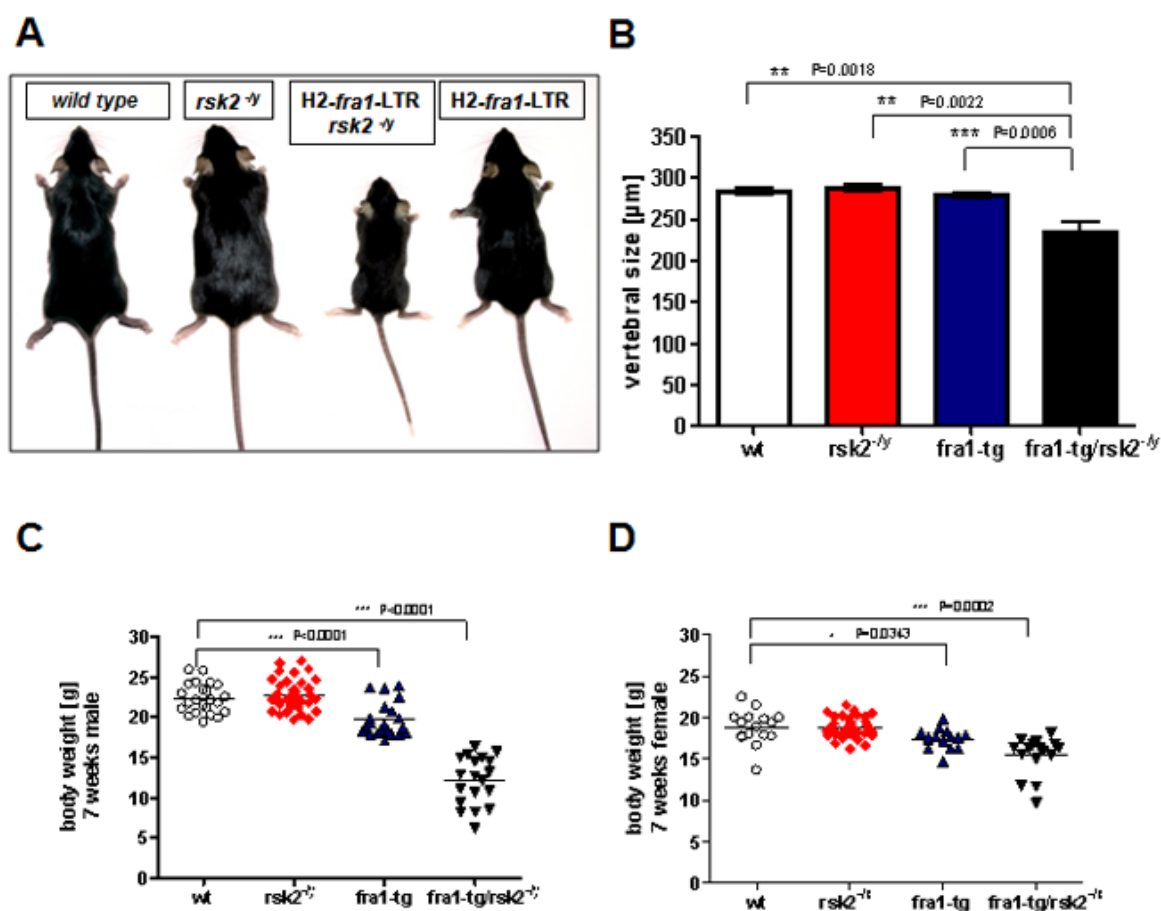 A
wild type
rsk2 -/y
H2-fra1-LTR
rsk2 -/y
H2-fra1-LTR
B
** P=0.0018
** P=0.0022
*** P=0.0006
350
300
250
200
150
100
50
0
vertebral size [µm]
wt
rsk2-/y
fra1-tg
fra1-tg/rsk2-/y
C
*** P<0.0001
*** P<0.0001
30
25
20
15
10
5
0
body weight [g]
7 weeks male
wt
rsk2
fra1-tg
fra1-tg/rsk2
D
*** P=0.0002
* P=0.0343
30
25
20
15
10
5
0
body weight [g]
7 weeks female
wt
rsk2
fra1-tg
fra1-tg/rsk2